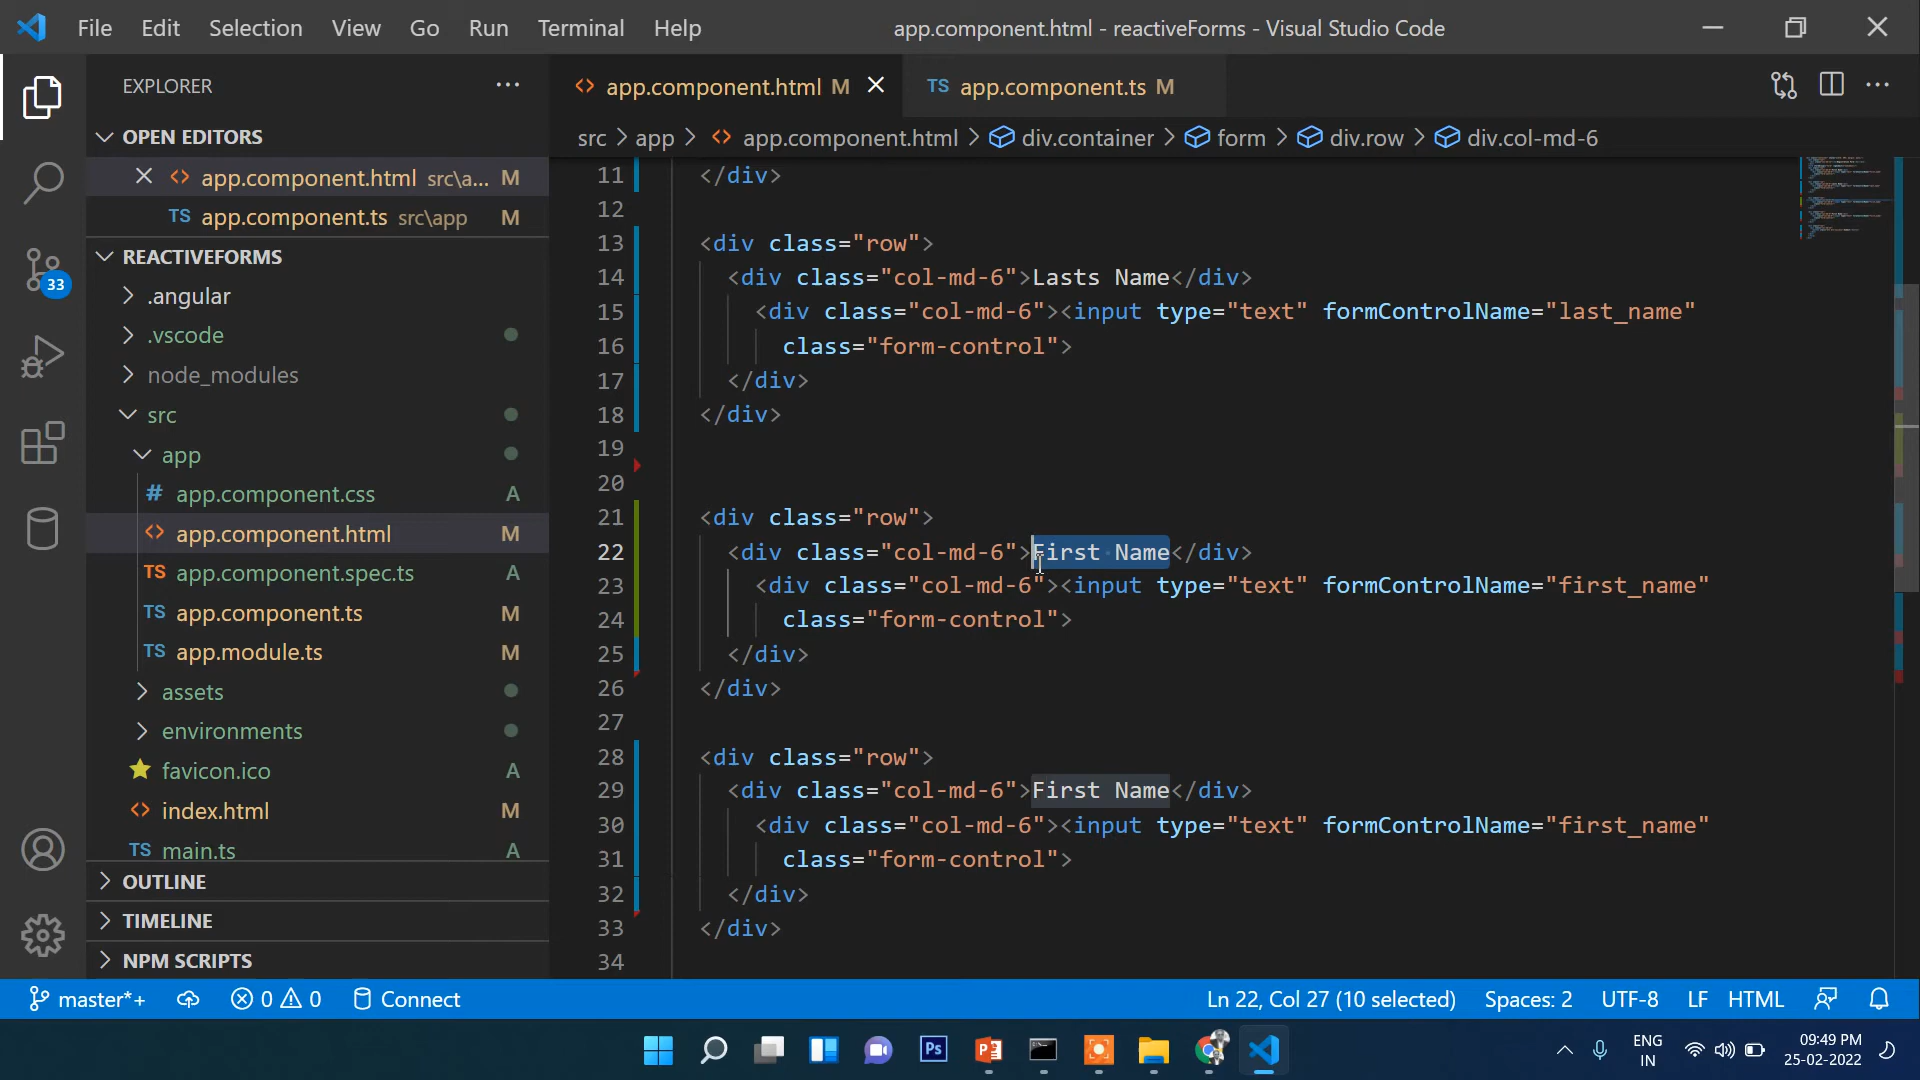 File Edit Selection View Go Run Terminal Help
app.component.html - reactiveForms - Visual Studio Code
EXPLORER
OPEN EDITORS
app.component.html src\a... M
TS app.component.ts src\app M
REACTIVEFORMS
.angular
.vscode
node_modules
src
app
# app.component.css A
app.component.html M
TS app.component.spec.ts A
TS app.component.ts M
TS app.module.ts M
assets
environments
favicon.ico A
index.html M
TS main.ts A
OUTLINE
TIMELINE
NPM SCRIPTS
33
app.component.html M
TS app.component.ts M
src > app > app.component.html > div.container > form > div.row > div.col-md-6
11 </div>
12
13 <div class="row">
14 <div class="col-md-6">Lasts Name</div>
15 <div class="col-md-6"><input type="text" formControlName="last_name"
16 class="form-control">
17 </div>
18 </div>
19
20
21 <div class="row">
22 <div class="col-md-6">First Name</div>
23 <div class="col-md-6"><input type="text" formControlName="first_name"
24 class="form-control">
25 </div>
26 </div>
27
28 <div class="row">
29 <div class="col-md-6">First Name</div>
30 <div class="col-md-6"><input type="text" formControlName="first_name"
31 class="form-control">
32 </div>
33 </div>
34
master*+ 0 0 Connect
Ln 22, Col 27 (10 selected) Spaces: 2 UTF-8 LF HTML
Ps
ENG
IN
09:49 PM
25-02-2022